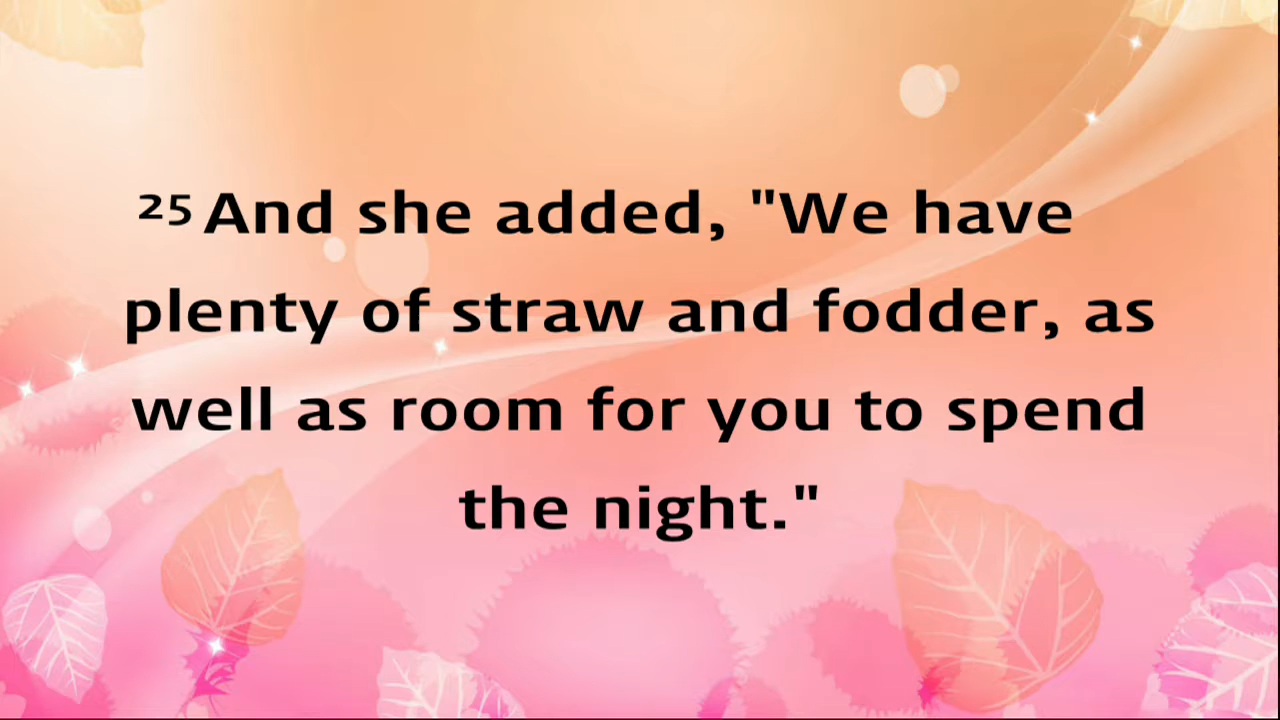 25 And she added, "We have
plenty of straw and fodder, as
well as room for you to spend
the night."